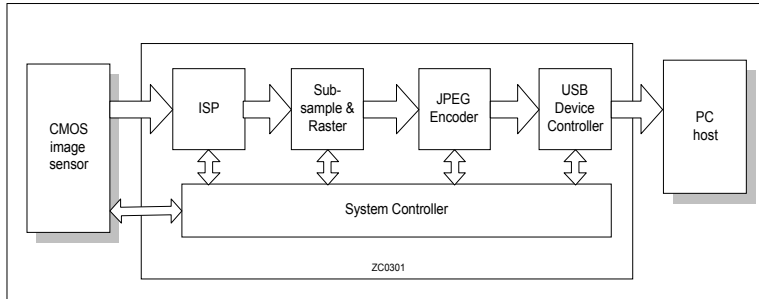 CMOS
image
sensor
ISP
Sub-
sample &
Raster
JPEG
Encoder
USB
Device
Controller
PC
host
System Controller
ZC0301